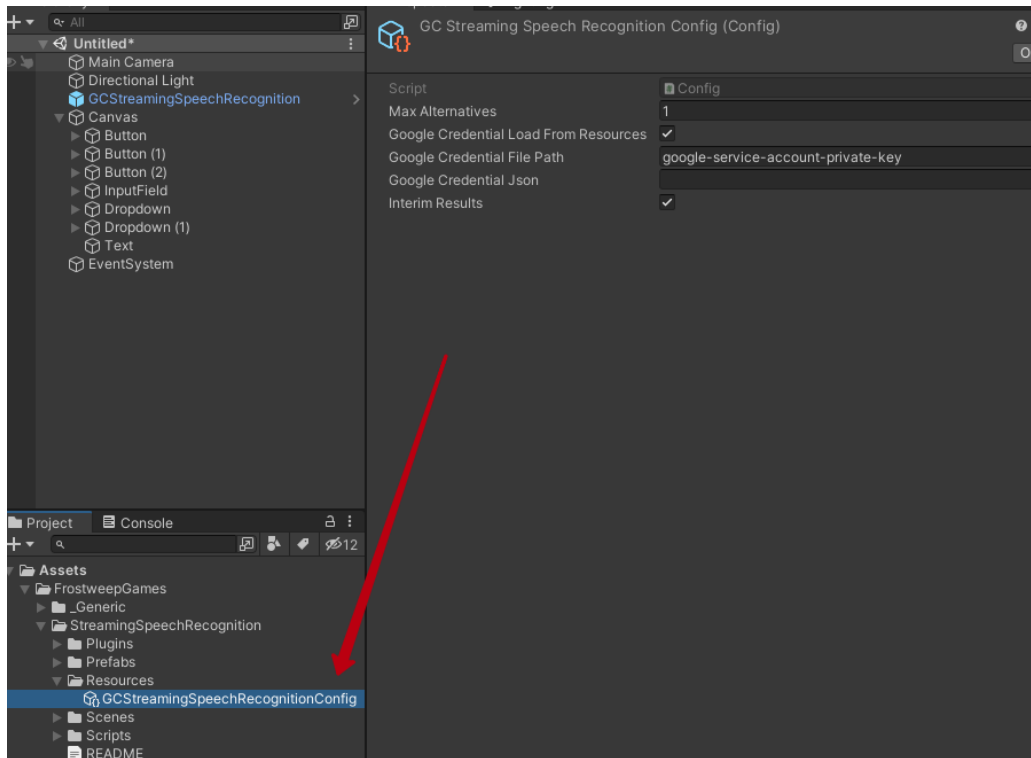 All
Untitled*
Main Camera
Directional Light
GCStreamingSpeechRecognition
Canvas
Button
Button (1)
Button (2)
InputField
Dropdown
Dropdown (1)
Text
EventSystem
Project
Console
12
Assets
FrostweepGames
_Generic
StreamingSpeechRecognition
Plugins
Prefabs
Resources
GCStreamingSpeechRecognitionConfig
Scenes
Scripts
README
GC Streaming Speech Recognition Config (Config)
O
Script Config
Max Alternatives 1
Google Credential Load From Resources
Google Credential File Path google-service-account-private-key
Google Credential Json
Interim Results